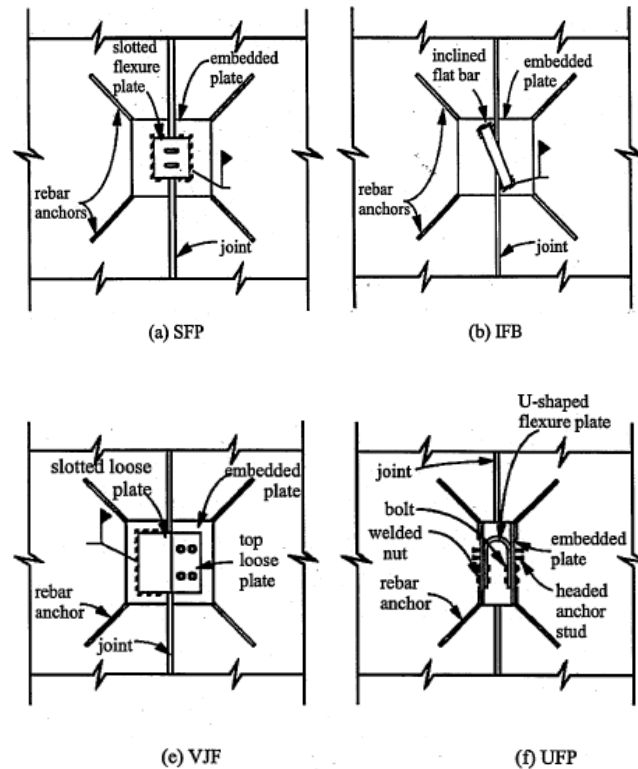 slotted
flexure
plate
embedded
plate
rebar
anchors
joint
(a) SFP
inclined
flat bar
embedded
plate
rebar
anchors
joint
(b) IFB
slotted loose
plate
embedded
plate
top
loose
plate
rebar
anchor
joint
(e) VJF
U-shaped
flexure plate
joint
bolt
welded
nut
rebar
anchor
embedded
plate
headed
anchor
stud
(f) UFP